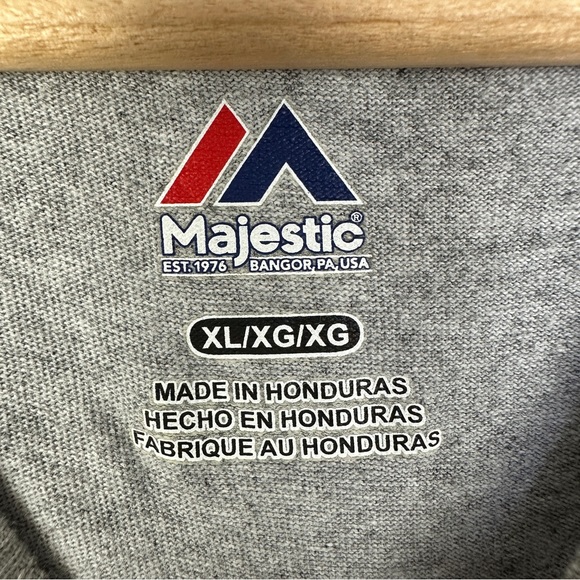 Majestic®
EST. 1976 BANGOR, PA, USA
XL/XG/XG
MADE IN HONDURAS
HECHO EN HONDURAS
FABRIQUE AU HONDURAS